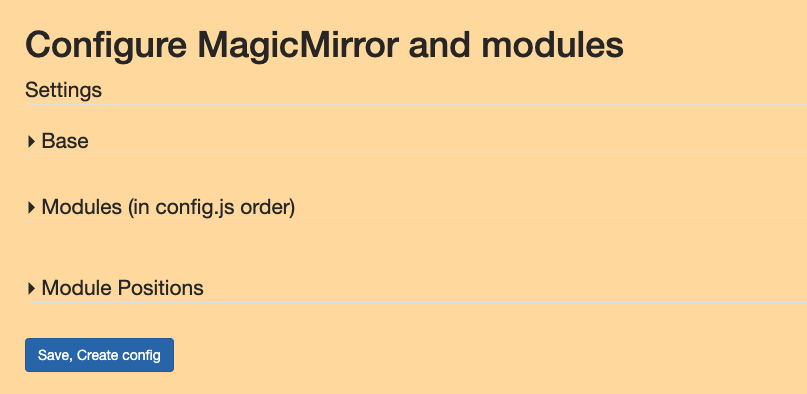 Configure MagicMirror and modules
Settings
Base
Modules (in config.js order)
Module Positions
Save, Create config